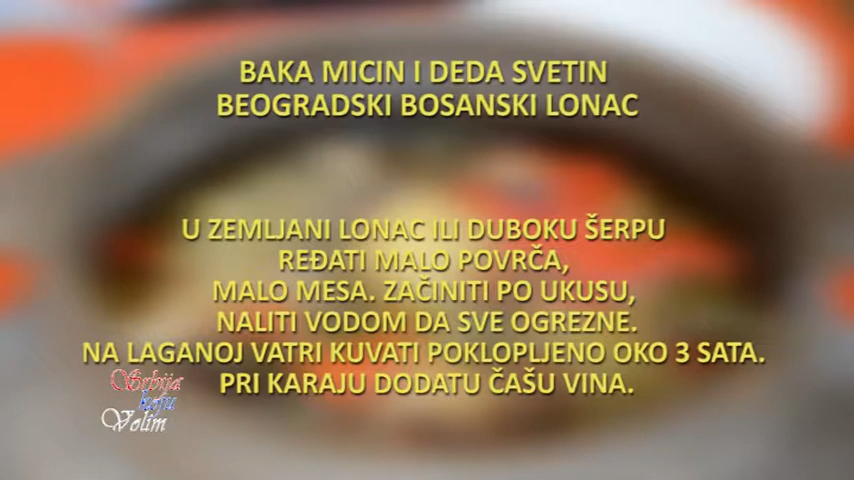 BAKA MICIN I DEDA SVETIN
BEOGRADSKI BOSANSKI LONAC
U ZEMLJANI LONAC ILI DUBOKU ŠERPU
REĐATI MALO POVRČA,
MALO MESA. ZAČINITI PO UKUSU,
NALITI VODOM DA SVE OGREZNE.
NA LAGANOJ VATRI KUVATI POKLOPLJENO OKO 3 SATA.
PRI KARAJU DODATU ČAŠU VINA.
Srbija
koju
Volim